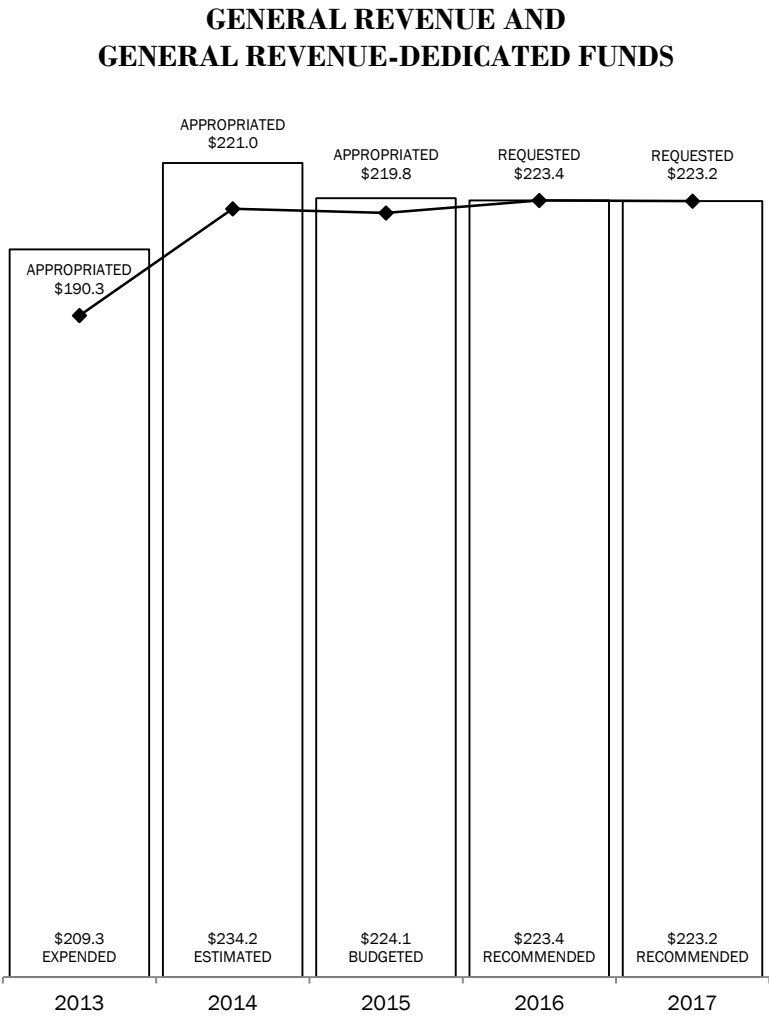 GENERAL REVENUE AND
GENERAL REVENUE-DEDICATED FUNDS
APPROPRIATED
$190.3
APPROPRIATED
$221.0
APPROPRIATED
$219.8
REQUESTED
$223.4
REQUESTED
$223.2
$209.3
EXPENDED
$234.2
ESTIMATED
$224.1
BUDGETED
$223.4
RECOMMENDED
$223.2
RECOMMENDED
2013
2014
2015
2016
2017